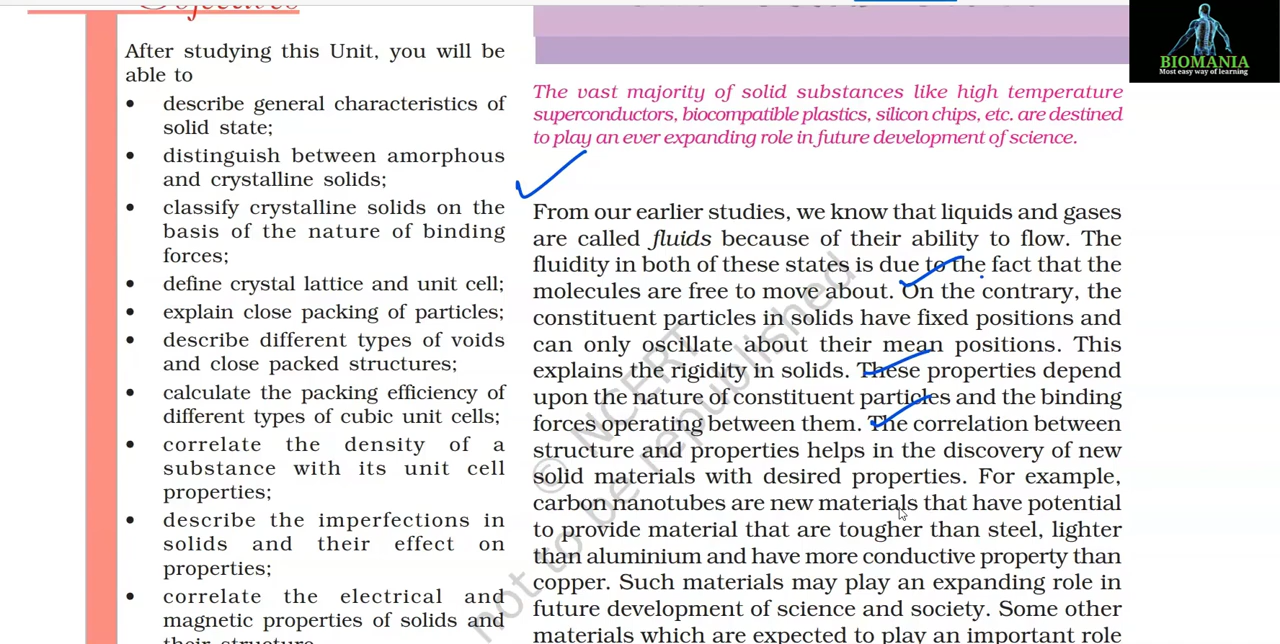 Objectives
After studying this Unit, you will be
able to
• describe general characteristics of
solid state;
• distinguish between amorphous
and crystalline solids;
• classify crystalline solids on the
basis of the nature of binding
forces;
• define crystal lattice and unit cell;
• explain close packing of particles;
• describe different types of voids
and close packed structures;
• calculate the packing efficiency of
different types of cubic unit cells;
• correlate the density of a
substance with its unit cell
properties;
• describe the imperfections in
solids and their effect on
properties;
• correlate the electrical and
magnetic properties of solids and
their structure
The vast majority of solid substances like high temperature
superconductors, biocompatible plastics, silicon chips, etc. are destined
to play an ever expanding role in future development of science.
From our earlier studies, we know that liquids and gases
are called fluids because of their ability to flow. The
fluidity in both of these states is due to the fact that the
molecules are free to move about. On the contrary, the
constituent particles in solids have fixed positions and
can only oscillate about their mean positions. This
explains the rigidity in solids. These properties depend
upon the nature of constituent particles and the binding
forces operating between them. The correlation between
structure and properties helps in the discovery of new
solid materials with desired properties. For example,
carbon nanotubes are new materials that have potential
to provide material that are tougher than steel, lighter
than aluminium and have more conductive property than
copper. Such materials may play an expanding role in
future development of science and society. Some other
materials which are expected to play an important role
BIOMANIA
Most easy way of learning
© NCERT
not to be republished